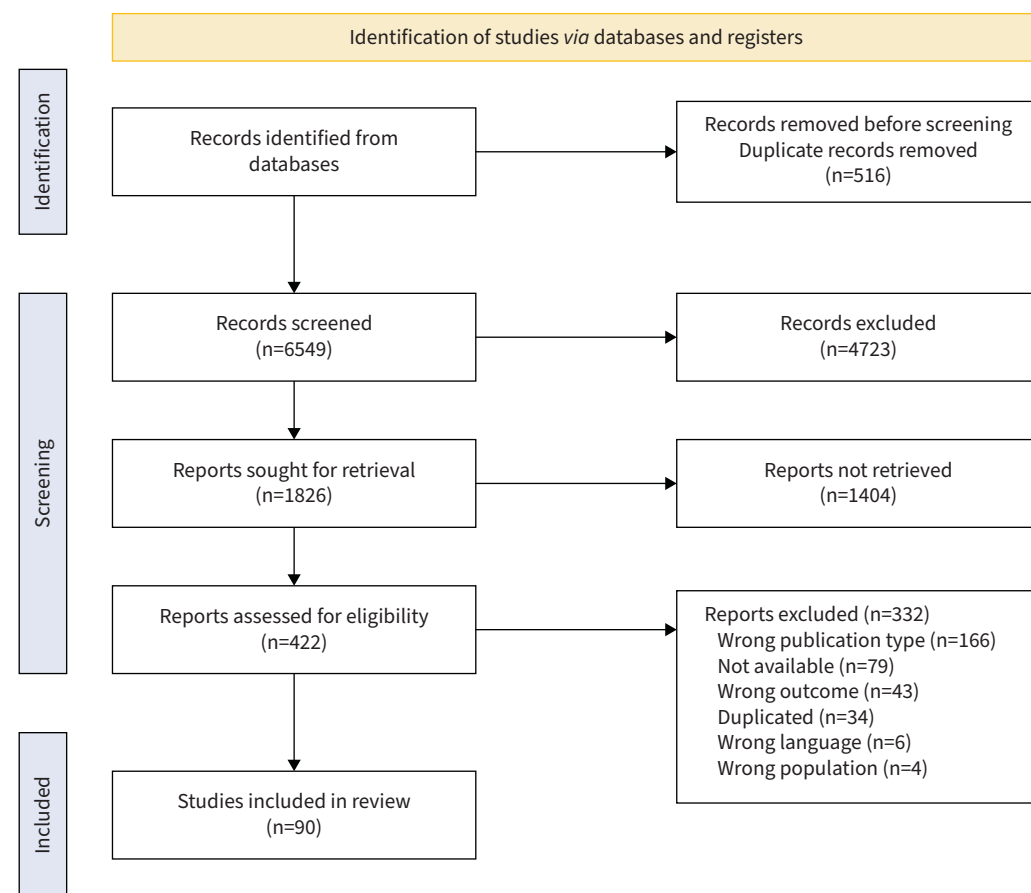 Identification of studies via databases and registers
Identification
Records identified from
databases
Records removed before screening
Duplicate records removed
(n=516)
Screening
Records screened
(n=6549)
Records excluded
(n=4723)
Reports sought for retrieval
(n=1826)
Reports not retrieved
(n=1404)
Reports assessed for eligibility
(n=422)
Reports excluded (n=332)
Wrong publication type (n=166)
Not available (n=79)
Wrong outcome (n=43)
Duplicated (n=34)
Wrong language (n=6)
Wrong population (n=4)
Included
Studies included in review
(n=90)